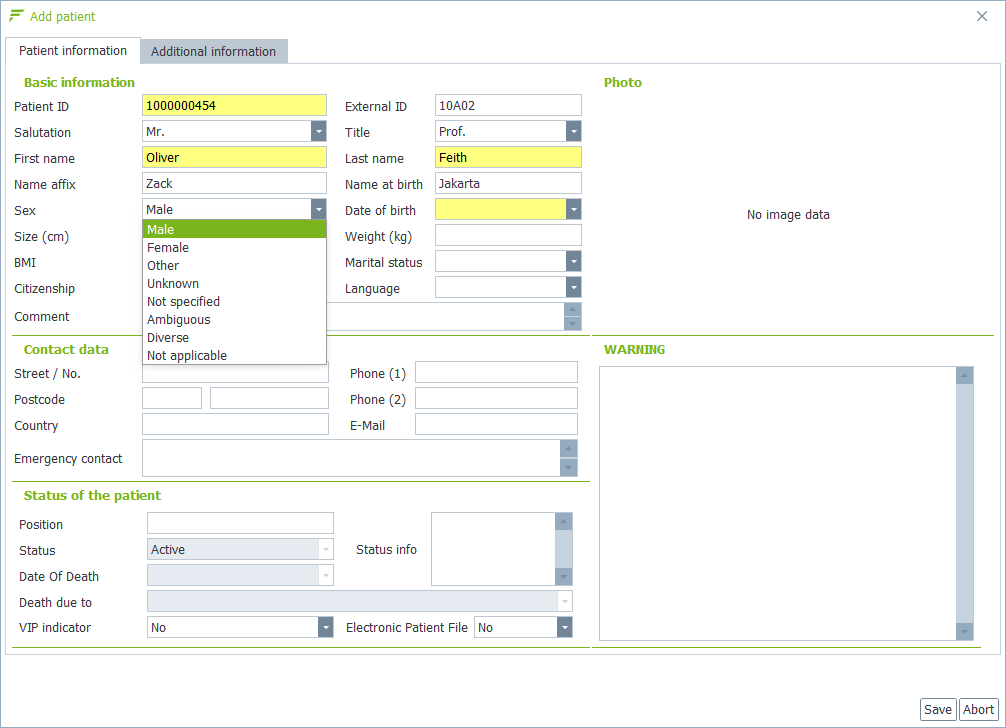 Add patient
Patient information Additional information
Basic information Photo
Patient ID 1000000454 External ID 10A02
Salutation Mr. Title Prof.
First name Oliver Last name Feith
Name affix Zack Name at birth Jakarta
Sex Male Date of birth
No image data
Male
Size (cm) Weight (kg)
Female
BMI Marital status
Other
Unknown
Citizenship Language
Not specified
Comment
Ambiguous
Diverse
Not applicable
Contact data WARNING
Street / No. Phone (1)
Postcode Phone (2)
Country E-Mail
Emergency contact
Status of the patient
Position
Status Active Status info
Date Of Death
Death due to
VIP indicator No Electronic Patient File No
Save Abort